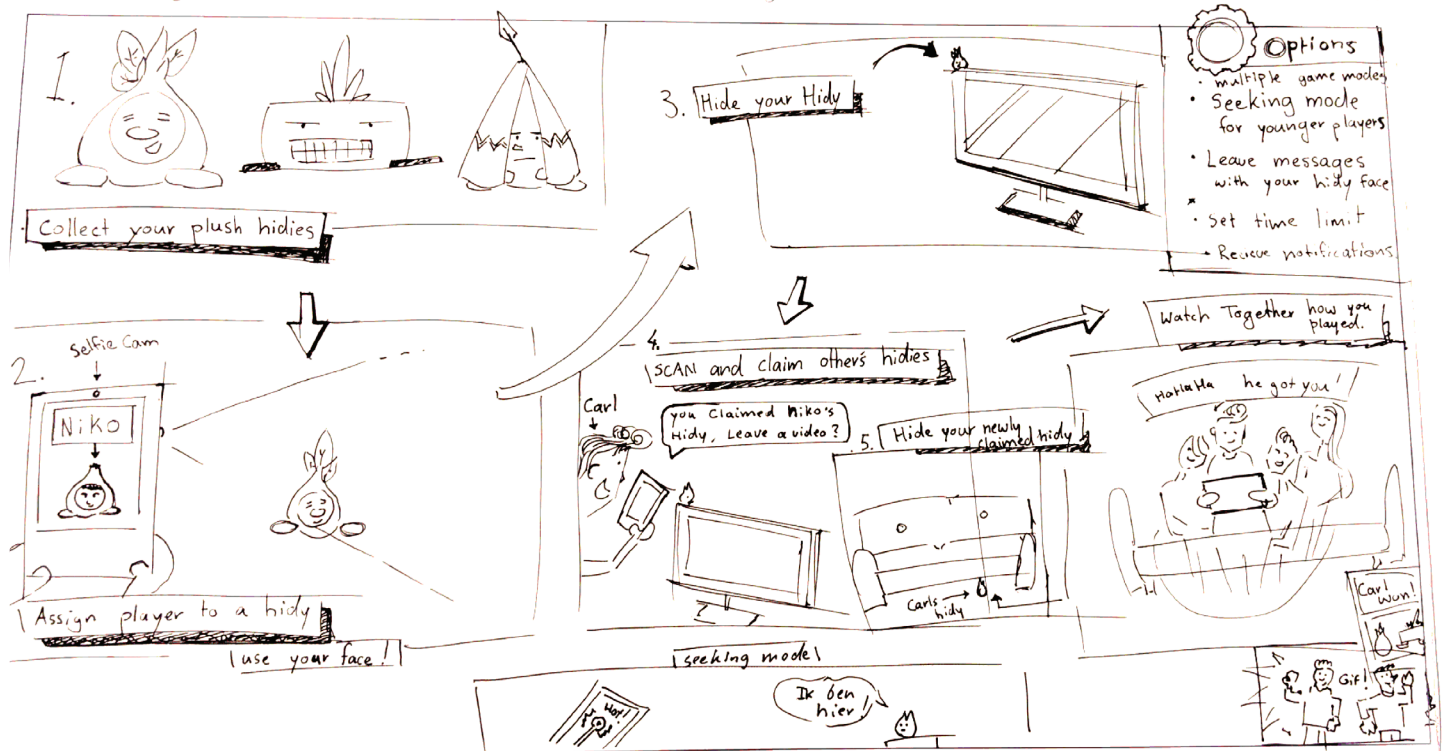 1.
Collect your plush hidies
2.
Selfie Cam
Niko
Assign player to a hidy
use your face!
3. Hide your Hidy
Options
• multiple game modes
• Seeking mode
for younger players
• Leave messages
with your hidy face
• Set time limit
• Recieve notifications
4.
SCAN and claim other's hidies
Carl
you claimed Niko's
Hidy, Leave a video?
5. Hide your newly
claimed hidy
Carls
hidy
Watch Together how you
played.
HaHaHa he got you!
Carl
Won!
Gif!
seeking mode
Hot!
Ik ben
hier!